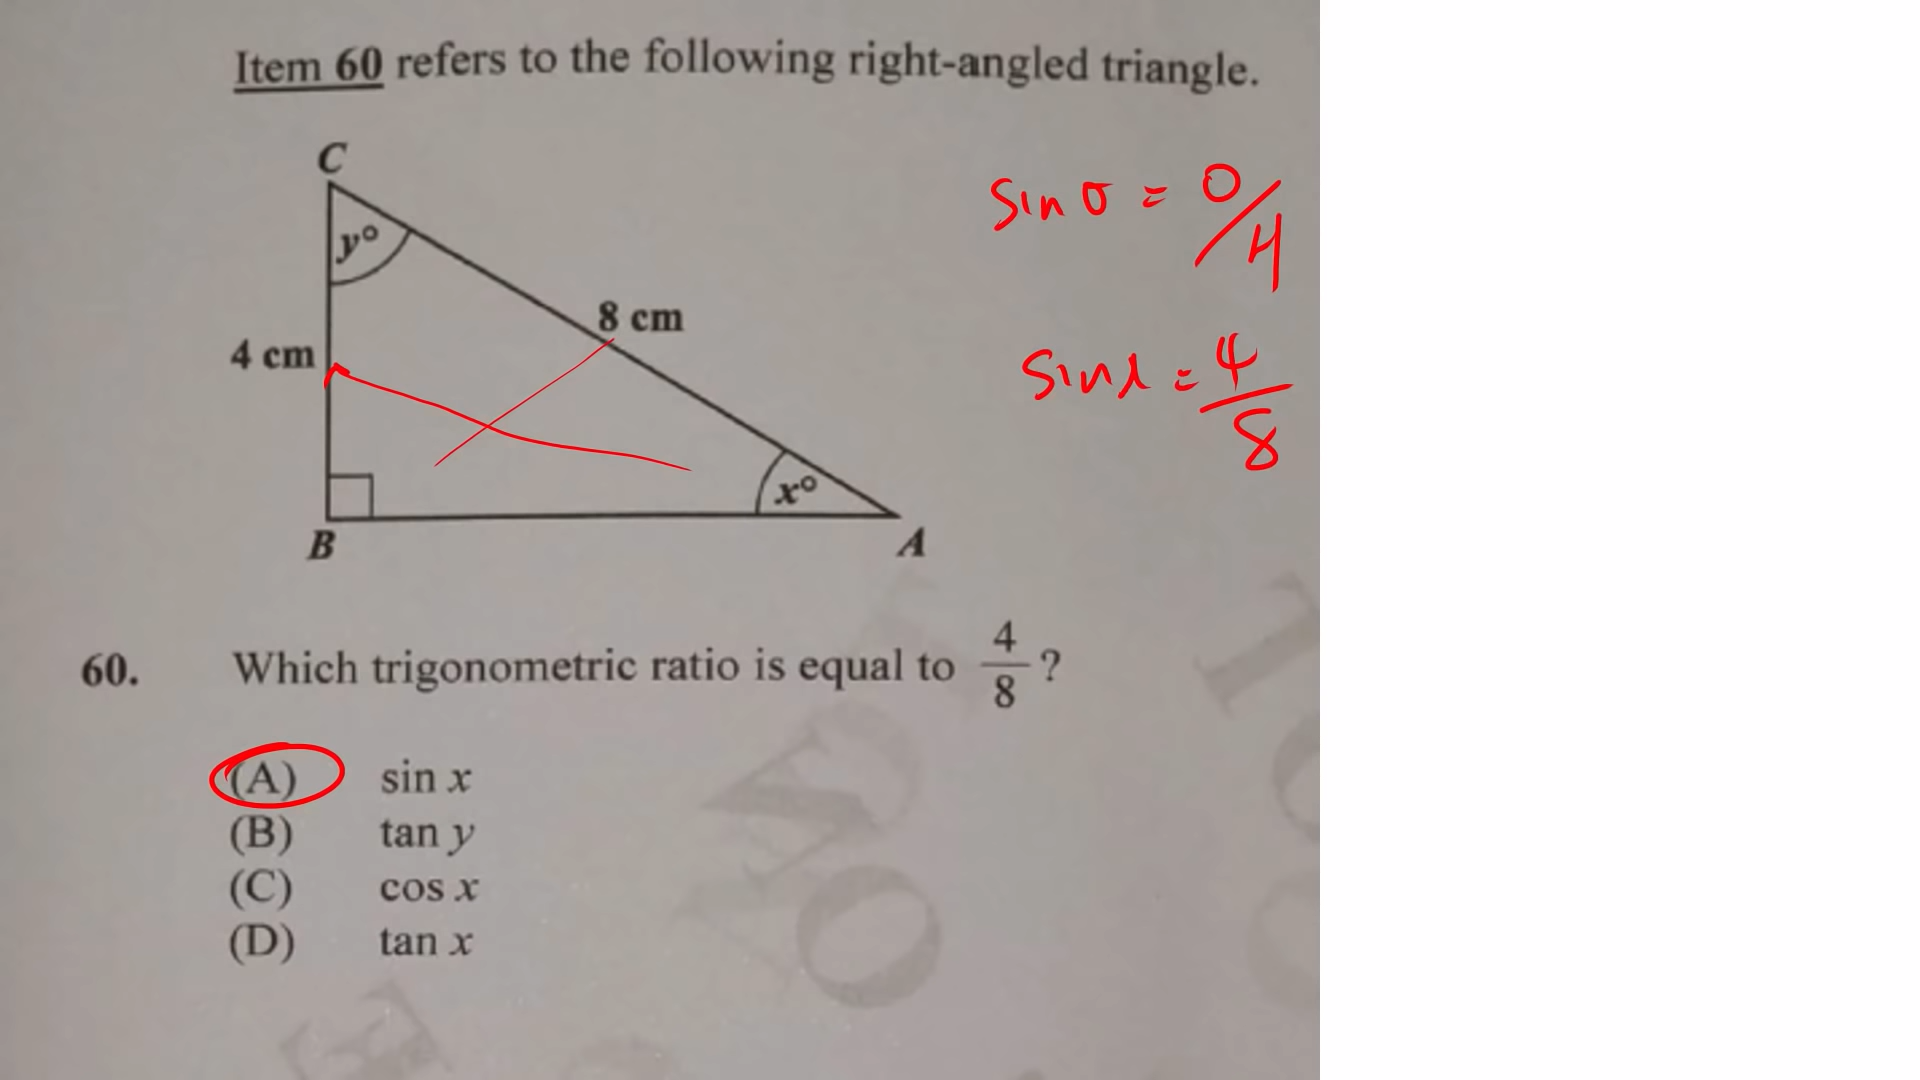 Item 60 refers to the following right-angled triangle.
C
y°
8 cm
4 cm
x°
B
A
sin σ = O/H
sin x = 4/8
60. Which trigonometric ratio is equal to 4/8 ?
(A) sin x
(B) tan y
(C) cos x
(D) tan x